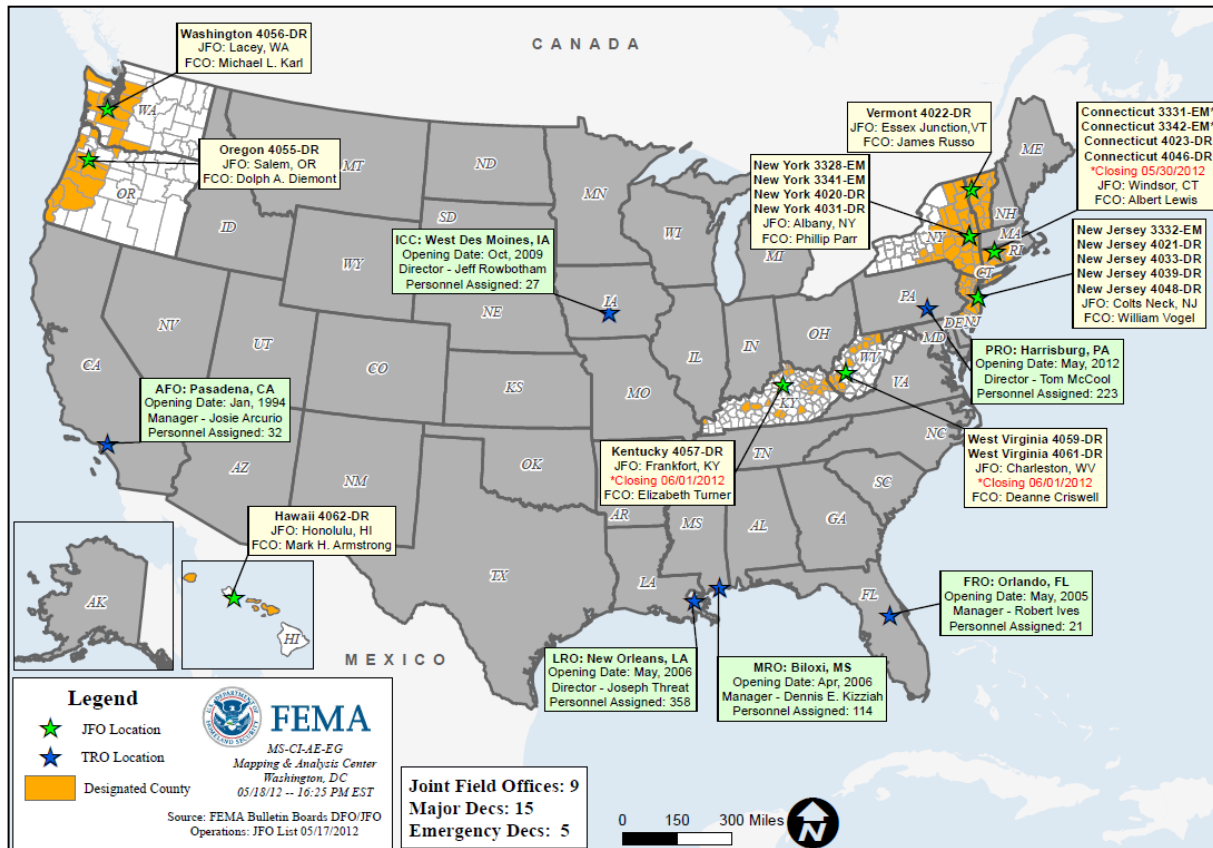 CANADA
Washington 4056-DR
JFO: Lacey, WA
FCO: Michael L. Karl
Oregon 4055-DR
JFO: Salem, OR
FCO: Dolph A. Diemont
Vermont 4022-DR
JFO: Essex Junction,VT
FCO: James Russo
Connecticut 3331-EM*
Connecticut 3342-EM*
Connecticut 4023-DR
Connecticut 4046-DR
*Closing 05/30/2012
JFO: Windsor, CT
FCO: Albert Lewis
New York 3328-EM
New York 3341-EM
New York 4020-DR
New York 4031-DR
JFO: Albany, NY
FCO: Phillip Parr
New Jersey 3332-EM
New Jersey 4021-DR
New Jersey 4033-DR
New Jersey 4039-DR
New Jersey 4048-DR
JFO: Colts Neck, NJ
FCO: William Vogel
ICC: West Des Moines, IA
Opening Date: Oct, 2009
Director - Jeff Rowbotham
Personnel Assigned: 27
PRO: Harrisburg, PA
Opening Date: May, 2012
Director - Tom McCool
Personnel Assigned: 223
AFO: Pasadena, CA
Opening Date: Jan, 1994
Manager - Josie Arcurio
Personnel Assigned: 32
Kentucky 4057-DR
JFO: Frankfort, KY
*Closing 06/01/2012
FCO: Elizabeth Turner
West Virginia 4059-DR
West Virginia 4061-DR
JFO: Charleston, WV
*Closing 06/01/2012
FCO: Deanne Criswell
Hawaii 4062-DR
JFO: Honolulu, HI
FCO: Mark H. Armstrong
FRO: Orlando, FL
Opening Date: May, 2005
Manager - Robert Ives
Personnel Assigned: 21
LRO: New Orleans, LA
Opening Date: May, 2006
Director - Joseph Threat
Personnel Assigned: 358
MRO: Biloxi, MS
Opening Date: Apr, 2006
Manager - Dennis E. Kizziah
Personnel Assigned: 114
WA
OR
MT
ID
ND
SD
MN
WI
MI
WY
NE
IA
NV
UT
CO
CA
KS
MO
IL
IN
OH
PA
NY
ME
NH
MA
RI
CT
NJ
DE
MD
WV
VA
KY
NC
TN
SC
AZ
NM
OK
AR
MS
AL
GA
TX
LA
FL
AK
HI
MEXICO
Legend
JFO Location
TRO Location
Designated County
U.S. DEPARTMENT OF HOMELAND SECURITY
FEMA
MS-CI-AE-EG
Mapping & Analysis Center
Washington, DC
05/18/12 -- 16:25 PM EST
Source: FEMA Bulletin Boards DFO/JFO
Operations: JFO List 05/17/2012
Joint Field Offices: 9
Major Decs: 15
Emergency Decs: 5
0 150 300 Miles
N